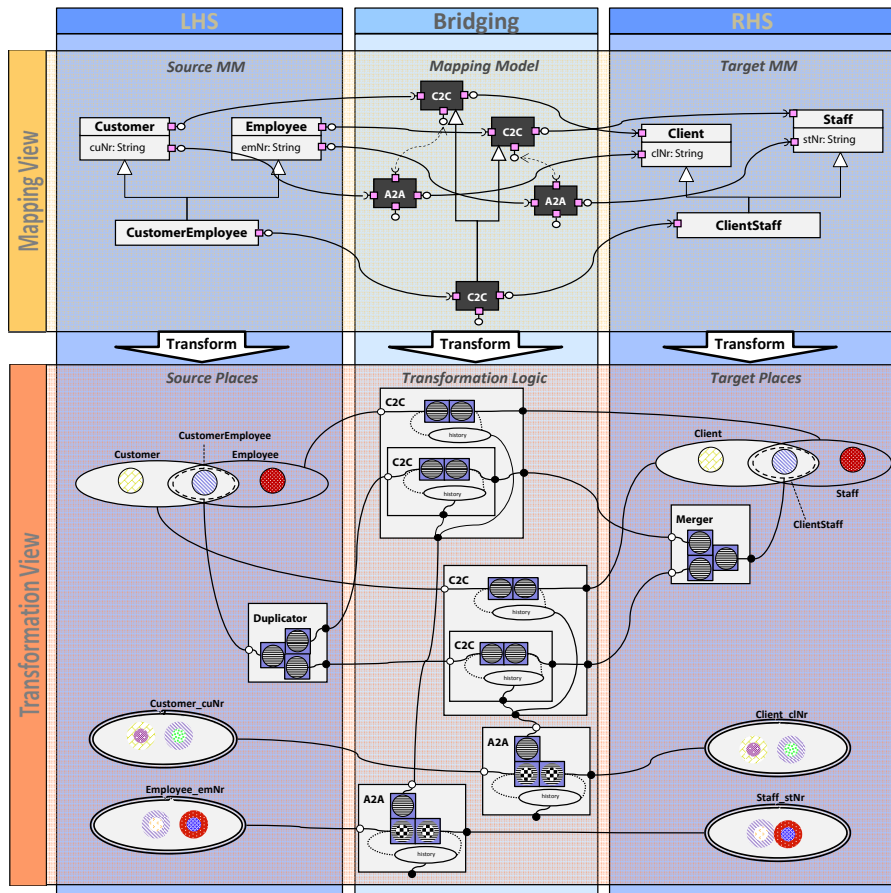 LHS
Bridging
RHS
Mapping View
Source MM
Mapping Model
Target MM
C2C
Customer
cuNr: String
Employee
emNr: String
C2C
Client
clNr: String
Staff
stNr: String
A2A
A2A
CustomerEmployee
ClientStaff
C2C
Transform
Transform
Transform
Transformation View
Source Places
Transformation Logic
Target Places
C2C
history
CustomerEmployee
Customer
Employee
C2C
history
Client
Staff
ClientStaff
Merger
C2C
history
Duplicator
C2C
history
Customer_cuNr
Client_clNr
A2A
history
Employee_emNr
Staff_stNr
A2A
history